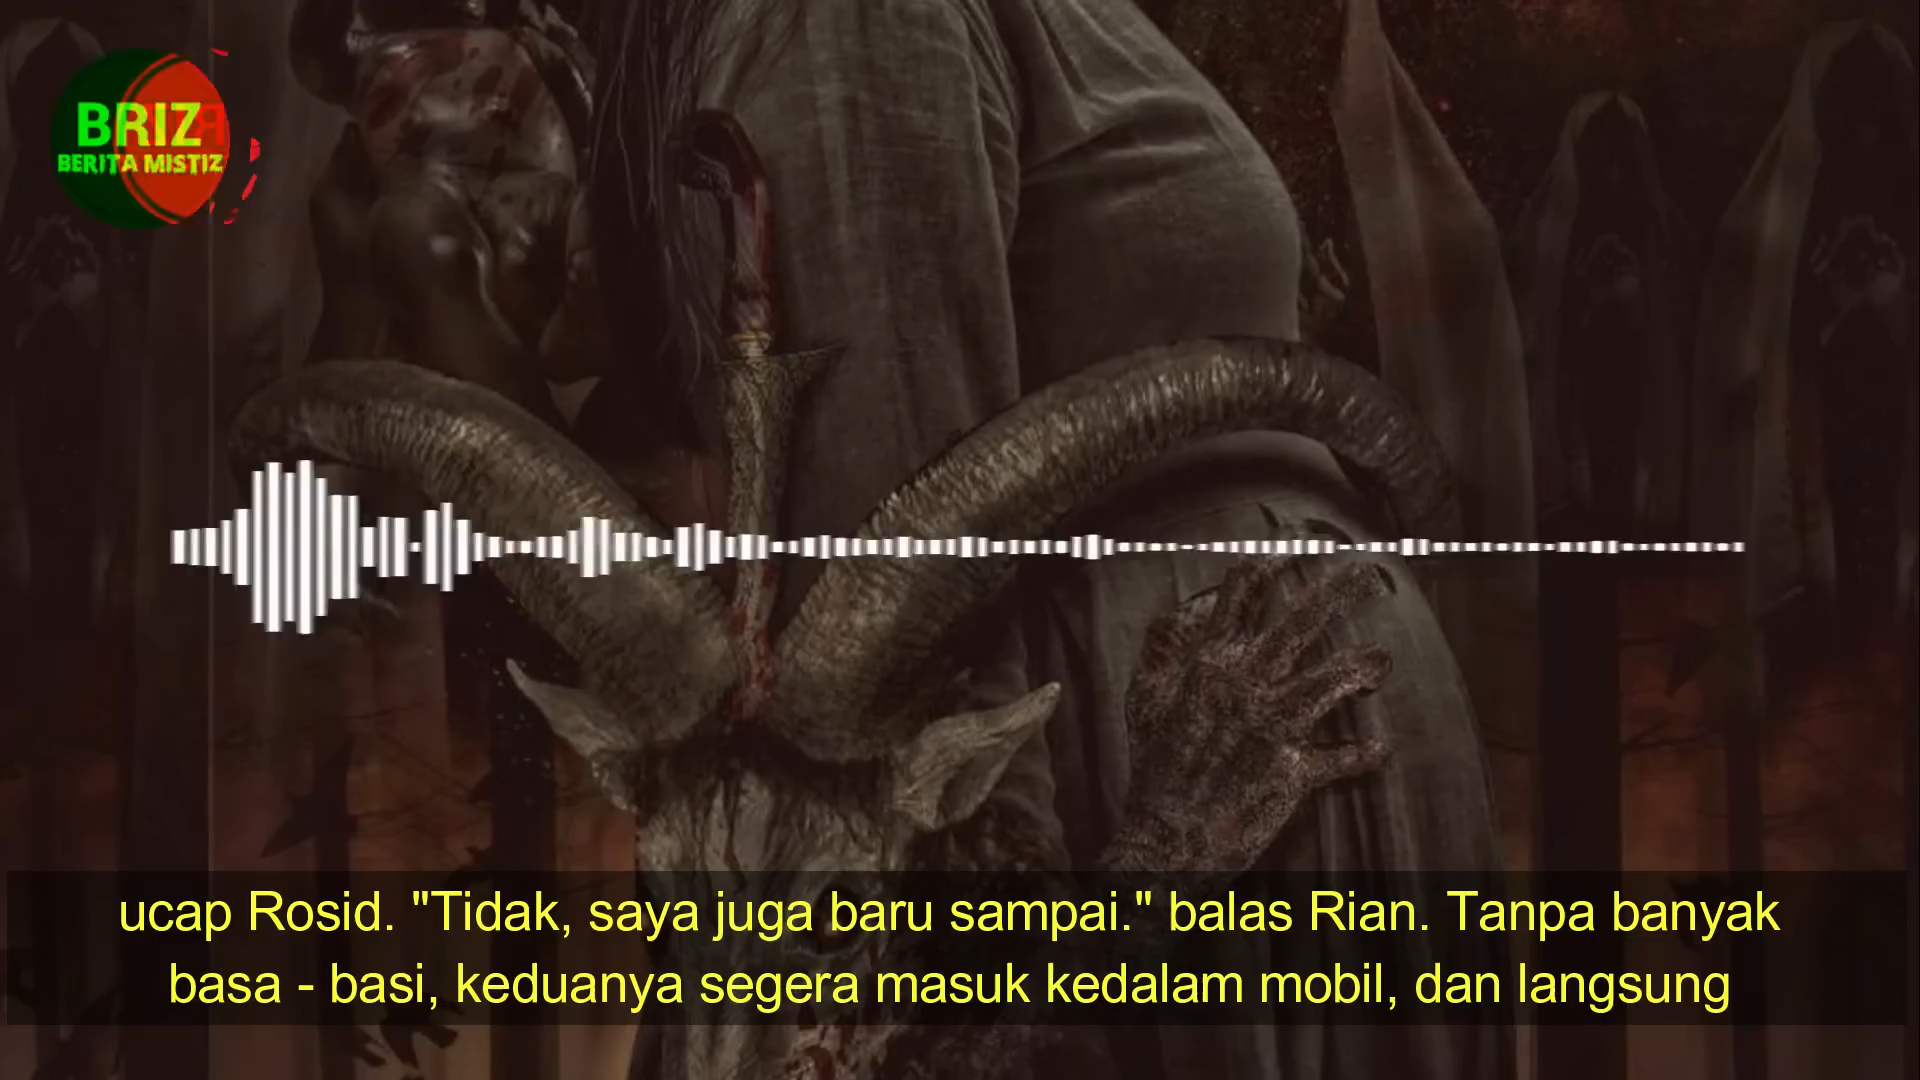 BRIZ
BERITA MISTIZ
ucap Rosid. "Tidak, saya juga baru sampai." balas Rian. Tanpa banyak
basa - basi, keduanya segera masuk kedalam mobil, dan langsung